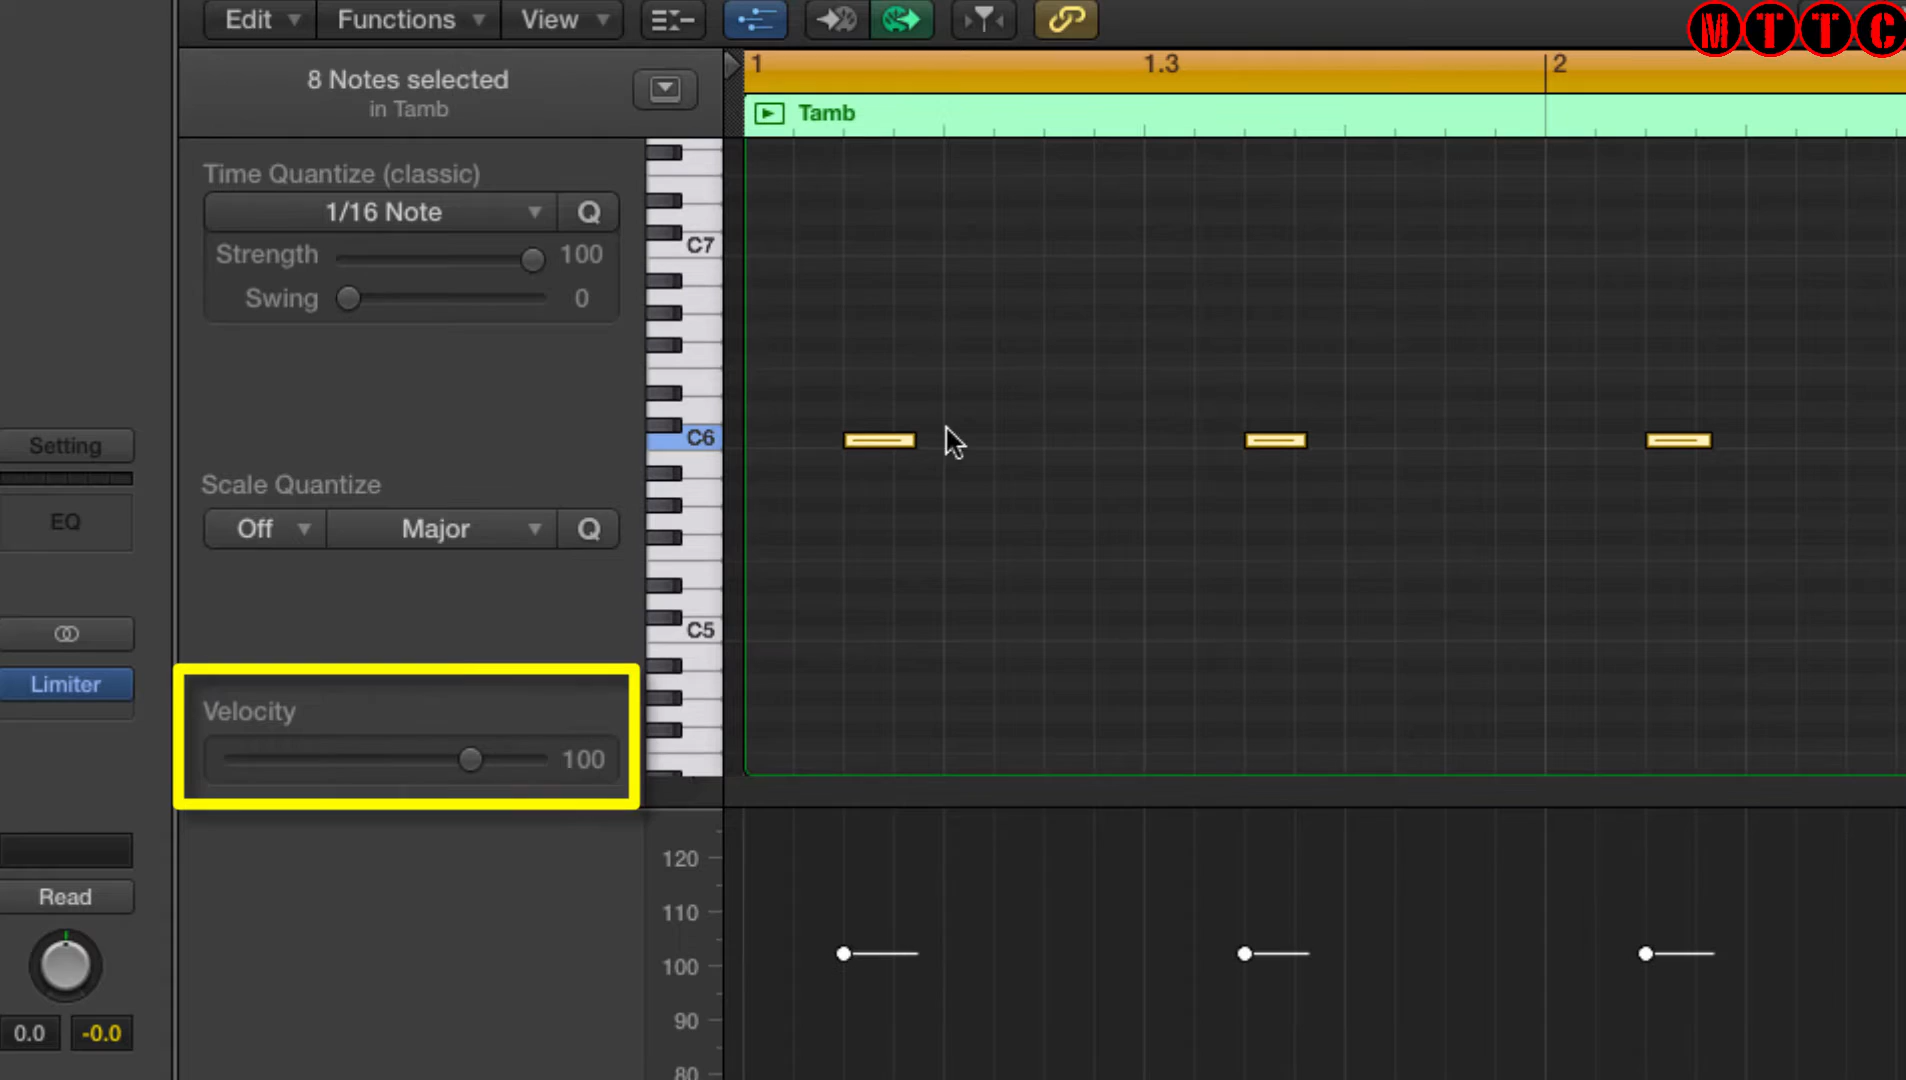 Edit
Functions
View
MTTC
8 Notes selected
in Tamb
1
1.3
2
Tamb
Time Quantize (classic)
1/16 Note
Q
Strength
100
Swing
0
C7
Setting
EQ
C6
Scale Quantize
Off
Major
Q
C5
Limiter
Velocity
100
Read
0.0
-0.0
120
110
100
90
80